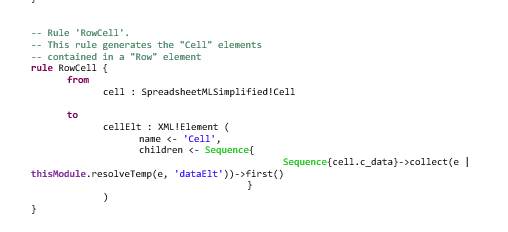 -- Rule 'RowCell'.
-- This rule generates the "Cell" elements
-- contained in a "Row" element
rule RowCell {
from
cell : SpreadsheetMLSimplified!Cell
to
cellElt : XML!Element (
name <- 'Cell',
children <- Sequence{
Sequence{cell.c_data}->collect(e |
thisModule.resolveTemp(e, 'dataElt'))->first()
}
)
}